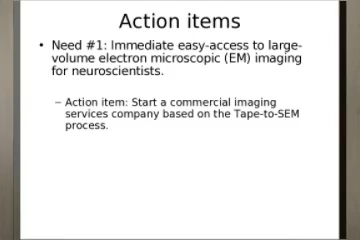 Action items
• Need #1: Immediate easy-access to large-
volume electron microscopic (EM) imaging
for neuroscientists.
– Action item: Start a commercial imaging
services company based on the Tape-to-SEM
process.